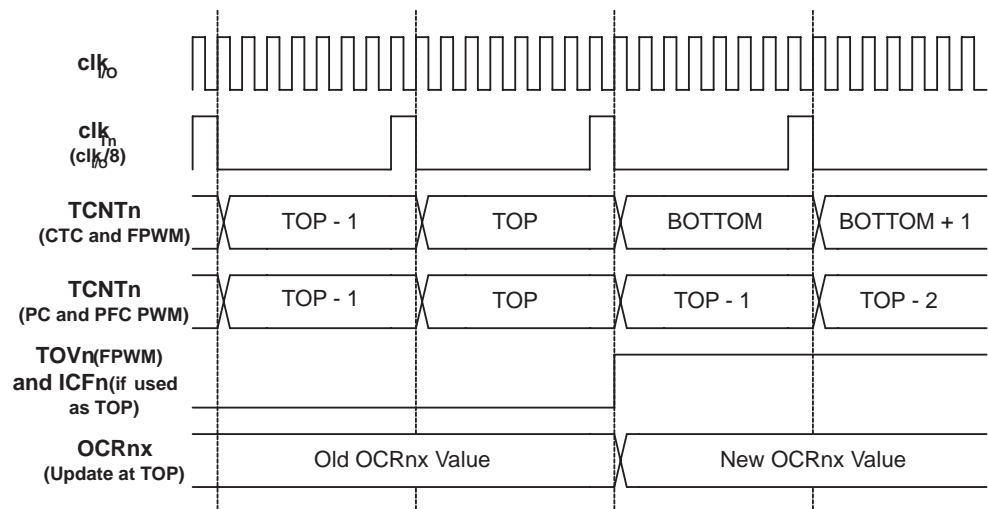 clkI/O
clkTn
(clkI/O/8)
TCNTn
(CTC and FPWM)
TOP - 1
TOP
BOTTOM
BOTTOM + 1
TCNTn
(PC and PFC PWM)
TOP - 1
TOP
TOP - 1
TOP - 2
TOVn(FPWM)
and ICFn(if used
as TOP)
OCRnx
(Update at TOP)
Old OCRnx Value
New OCRnx Value